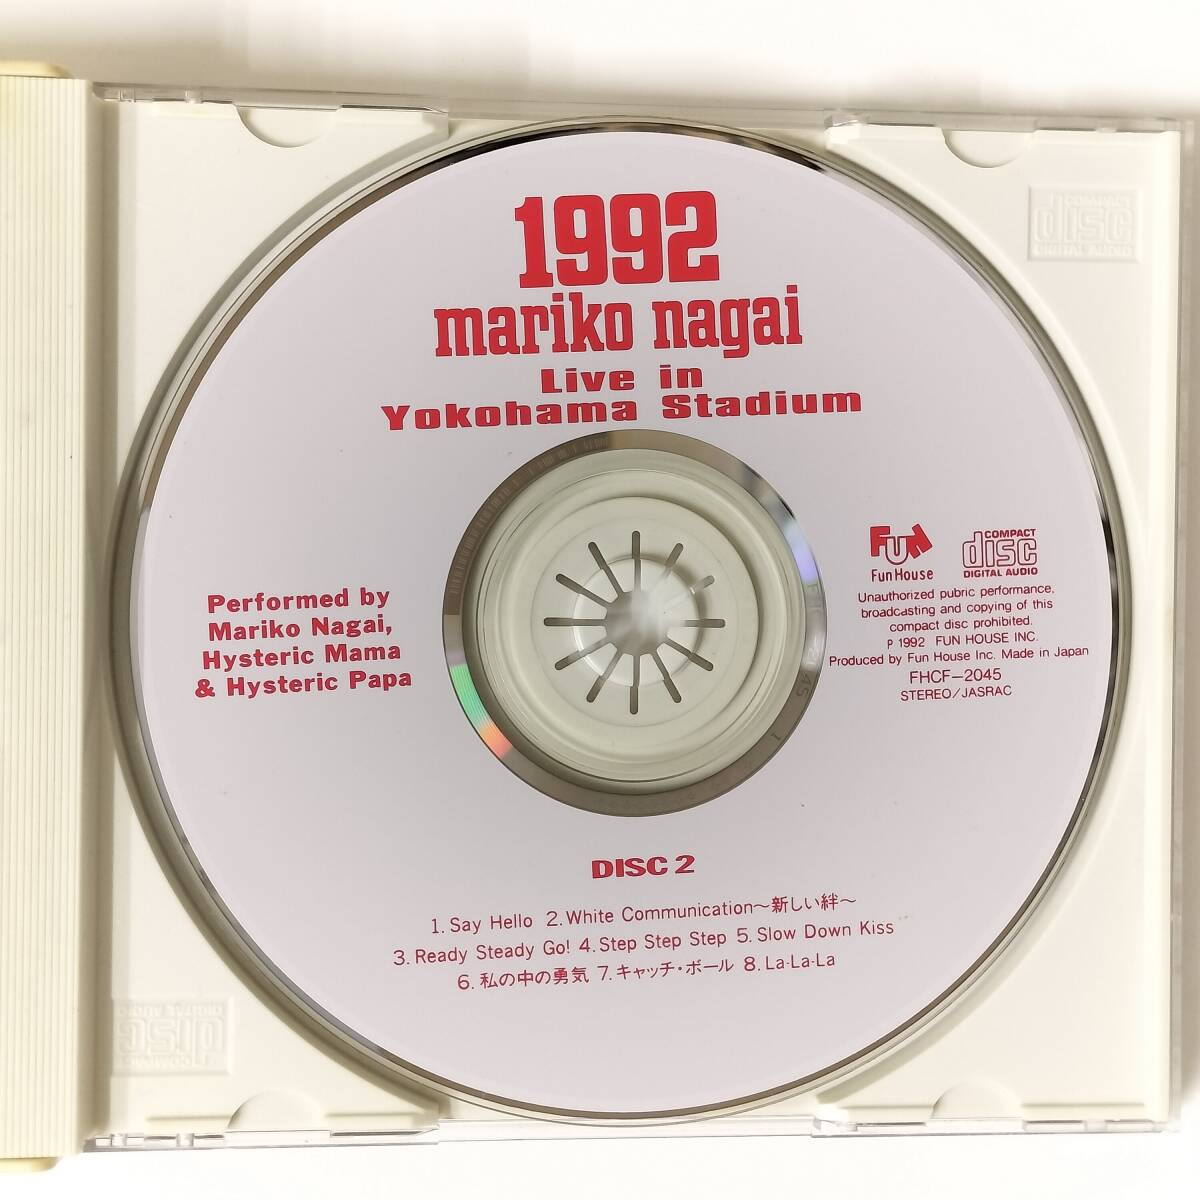 1992
mariko nagai
Live in
Yokohama Stadium
Performed by
Mariko Nagai,
Hysteric Mama
& Hysteric Papa
Fun
Fun House
COMPACT
disc
DIGITAL AUDIO
Unauthorized pubric performance,
broadcasting and copying of this
compact disc prohibited.
℗ 1992 FUN HOUSE INC.
Produced by Fun House Inc. Made in Japan
FHCF-2045
STEREO/JASRAC
DISC 2
1. Say Hello 2. White Communication〜新しい絆〜
3. Ready Steady Go! 4. Step Step Step 5. Slow Down Kiss
6. 私の中の勇気 7. キャッチ・ボール 8. La-La-La
COMPACT
disc
DIGITAL AUDIO
COMPACT
disc
DIGITAL AUDIO